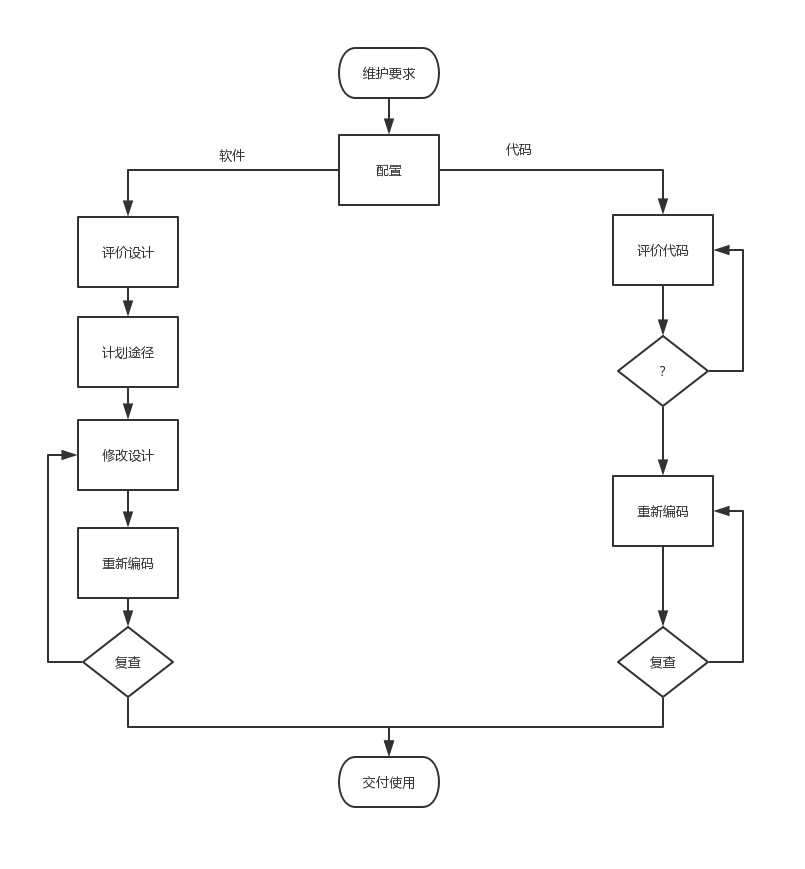 维护要求
配置
软件
代码
评价设计
评价代码
计划途径
?
修改设计
重新编码
重新编码
复查
复查
交付使用